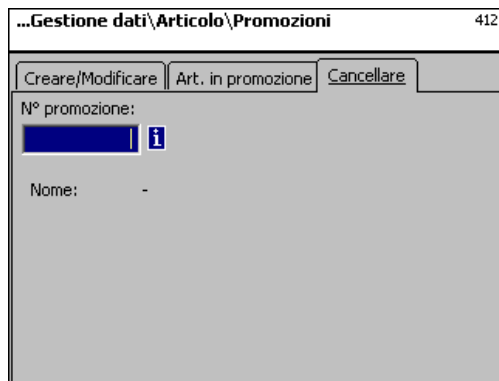 ...Gestione dati\Articolo\Promozioni 412
Creare/Modificare Art. in promozione Cancellare
N° promozione:
i
Nome: -